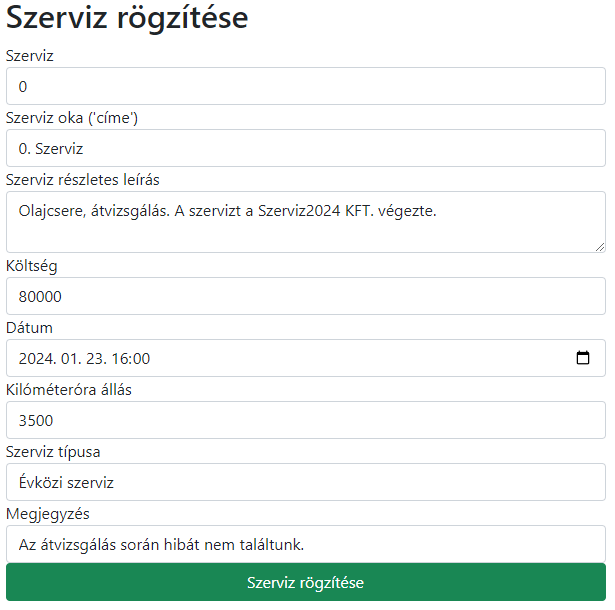 Szerviz rögzítése
Szerviz
0
Szerviz oka ('címe')
0. Szerviz
Szerviz részletes leírás
Olajcsere, átvizsgálás. A szervizt a Szerviz2024 KFT. végezte.
Költség
80000
Dátum
2024. 01. 23. 16:00
Kilóméteróra állás
3500
Szerviz típusa
Évközi szerviz
Megjegyzés
Az átvizsgálás során hibát nem találtunk.
Szerviz rögzítése